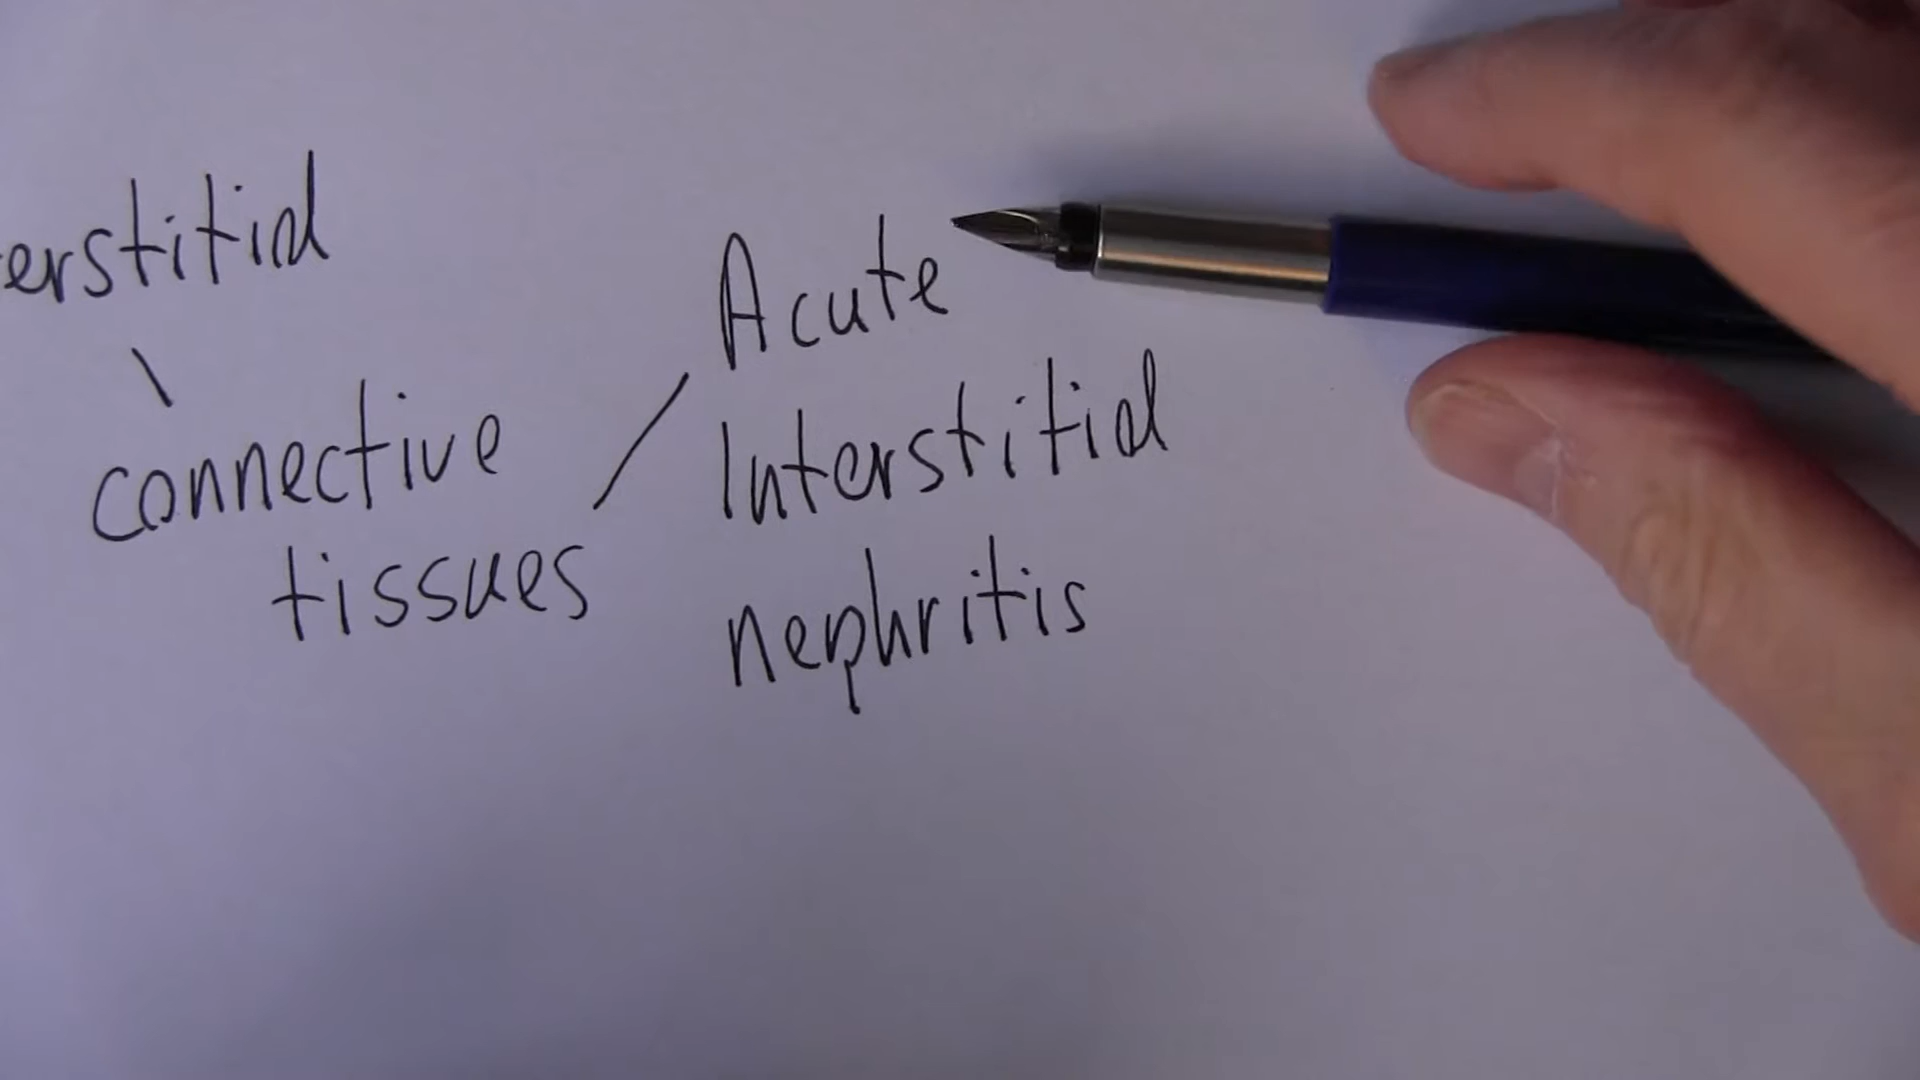 erstitial
connective
tissues
Acute
Interstitial
nephritis